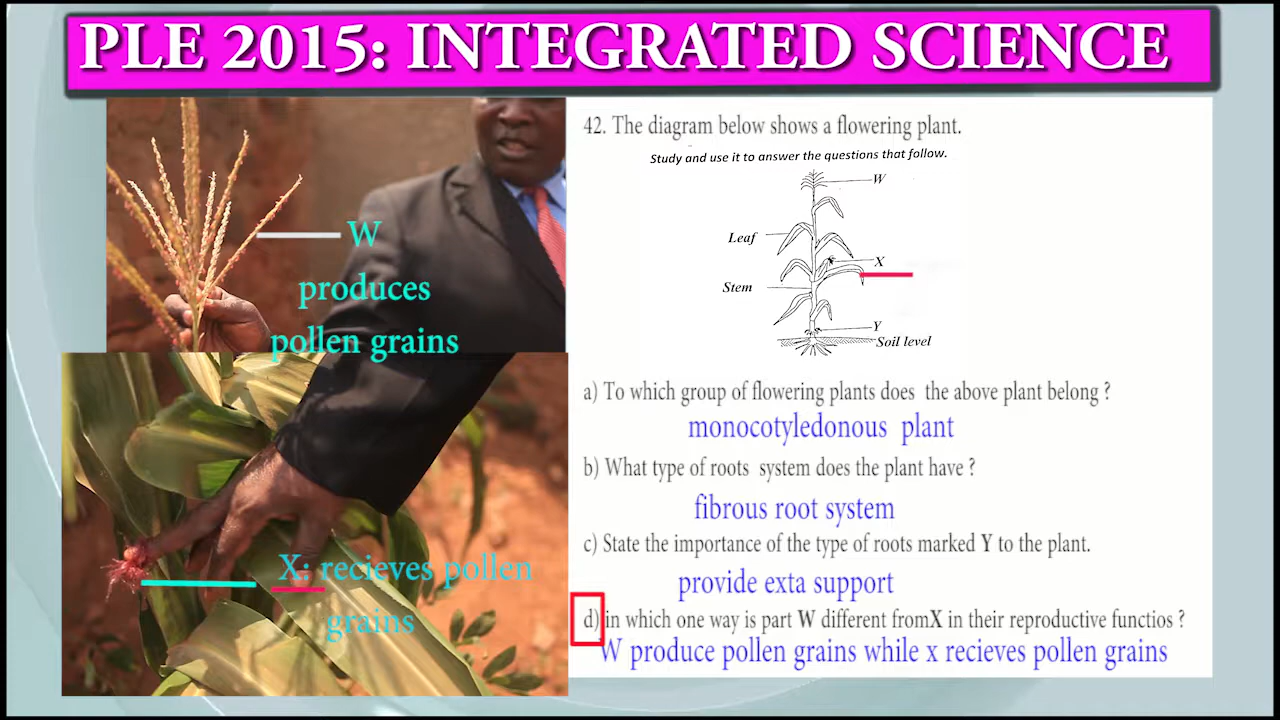 PLE 2015: INTEGRATED SCIENCE
W
produces
pollen grains
X: recieves pollen
grains
42. The diagram below shows a flowering plant.
Study and use it to answer the questions that follow.
W
Leaf
X
Stem
Y
Soil level
a) To which group of flowering plants does the above plant belong ?
monocotyledonous plant
b) What type of roots system does the plant have ?
fibrous root system
c) State the importance of the type of roots marked Y to the plant.
provide exta support
d) in which one way is part W different fromX in their reproductive functios ?
W produce pollen grains while x recieves pollen grains